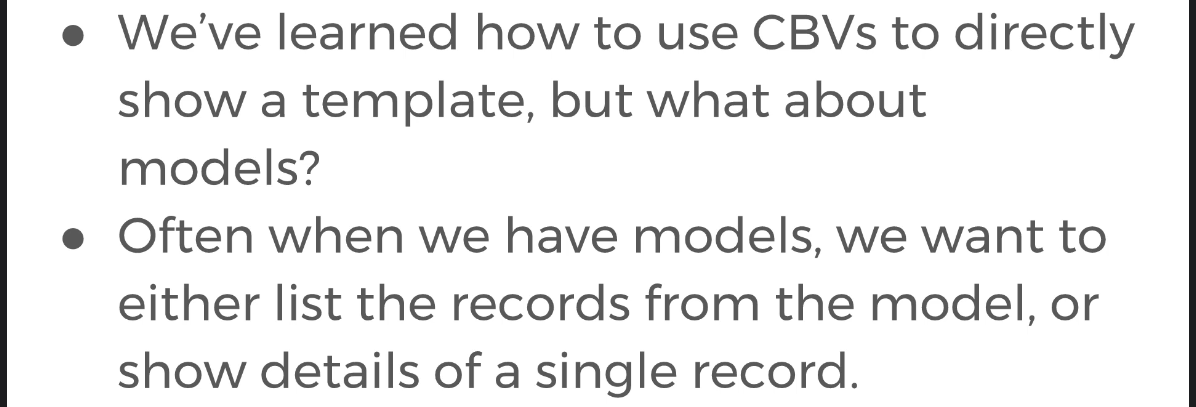 ● We’ve learned how to use CBVs to directly
show a template, but what about
models?
● Often when we have models, we want to
either list the records from the model, or
show details of a single record.